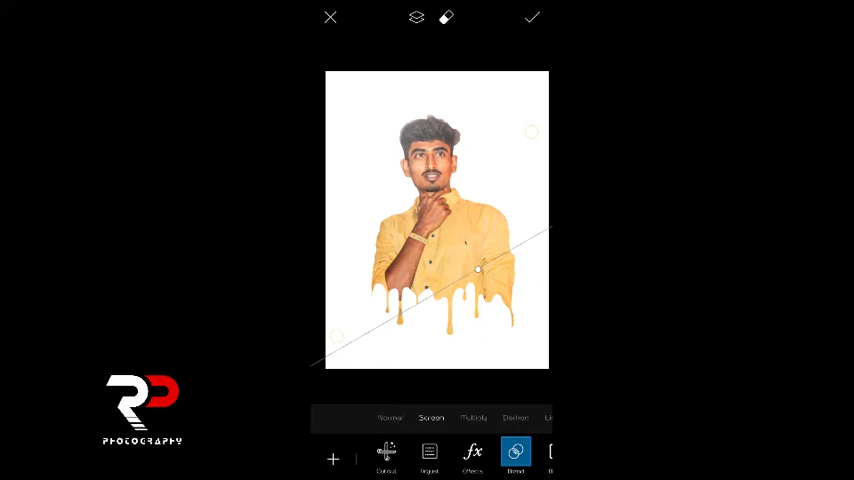 Normal Screen Multiply Darken
Cutout Adjust Effects Blend
RP
PHOTOGRAPHY